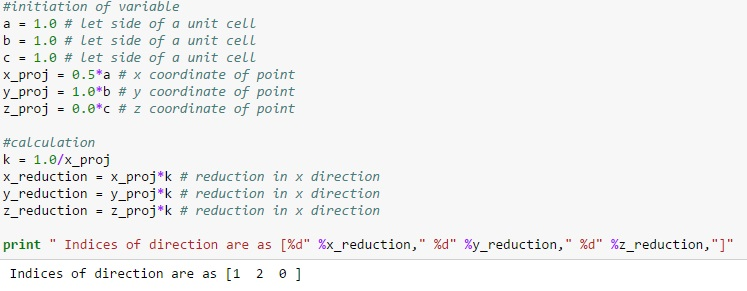 #initiation of variable
a = 1.0 # let side of a unit cell
b = 1.0 # let side of a unit cell
c = 1.0 # let side of a unit cell
x_proj = 0.5*a # x coordinate of point
y_proj = 1.0*b # y coordinate of point
z_proj = 0.0*c # z coordinate of point
#calculation
k = 1.0/x_proj
x_reduction = x_proj*k # reduction in x direction
y_reduction = y_proj*k # reduction in x direction
z_reduction = z_proj*k # reduction in x direction
print " Indices of direction are as [%d" %x_reduction," %d" %y_reduction," %d" %z_reduction,"]"
Indices of direction are as [1  2  0 ]